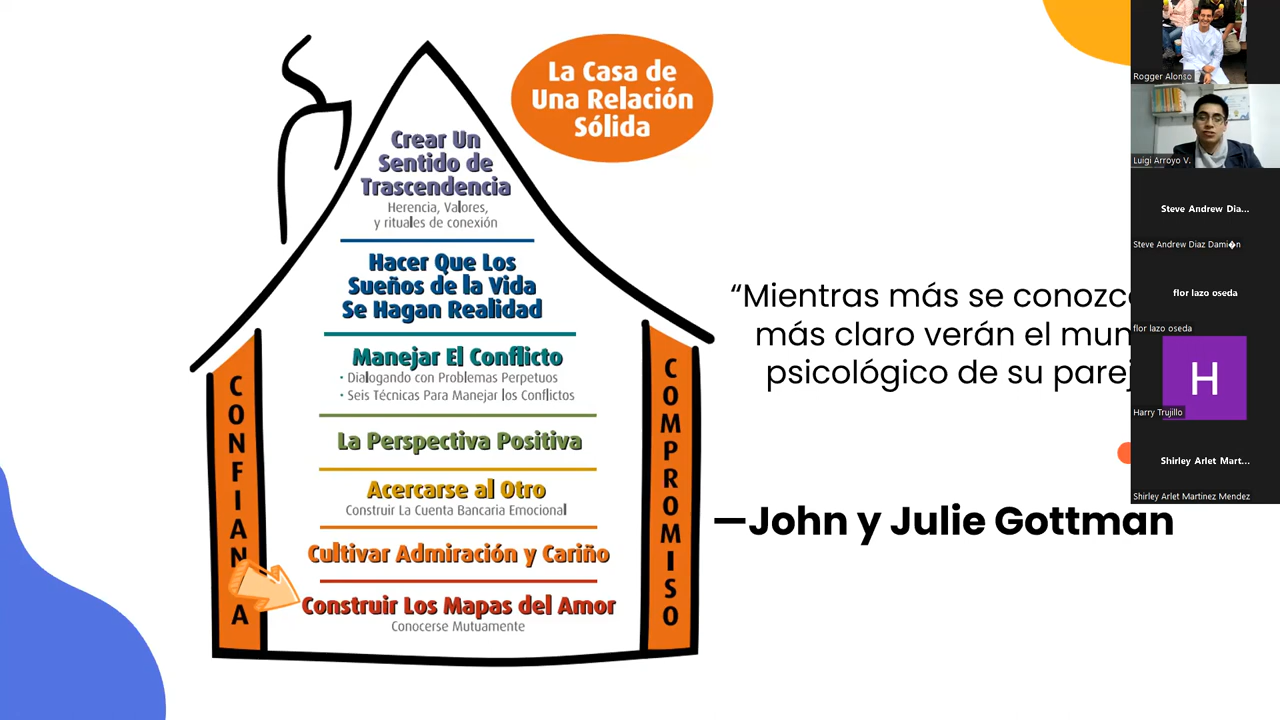 La Casa de
Una Relación
Sólida
Crear Un
Sentido de
Trascendencia
Herencia, Valores,
y rituales de conexión
Hacer Que Los
Sueños de la Vida
Se Hagan Realidad
Manejar El Conflicto
• Dialogando con Problemas Perpetuos
• Seis Técnicas Para Manejar los Conflictos
La Perspectiva Positiva
Acercarse al Otro
Construir La Cuenta Bancaria Emocional
Cultivar Admiración y Cariño
Construir Los Mapas del Amor
Conocerse Mutuamente
CONFIAN A
COMPROMISO
“Mientras más se conozc
más claro verán el mun
psicológico de su parej
—John y Julie Gottman
Rogger Alonso
Luigi Arroyo V.
Steve Andrew Dia...
Steve Andrew Diaz Dami�n
flor lazo oseda
flor lazo oseda
H
Harry Trujillo
Shirley Arlet Mart...
Shirley Arlet Martinez Mendez